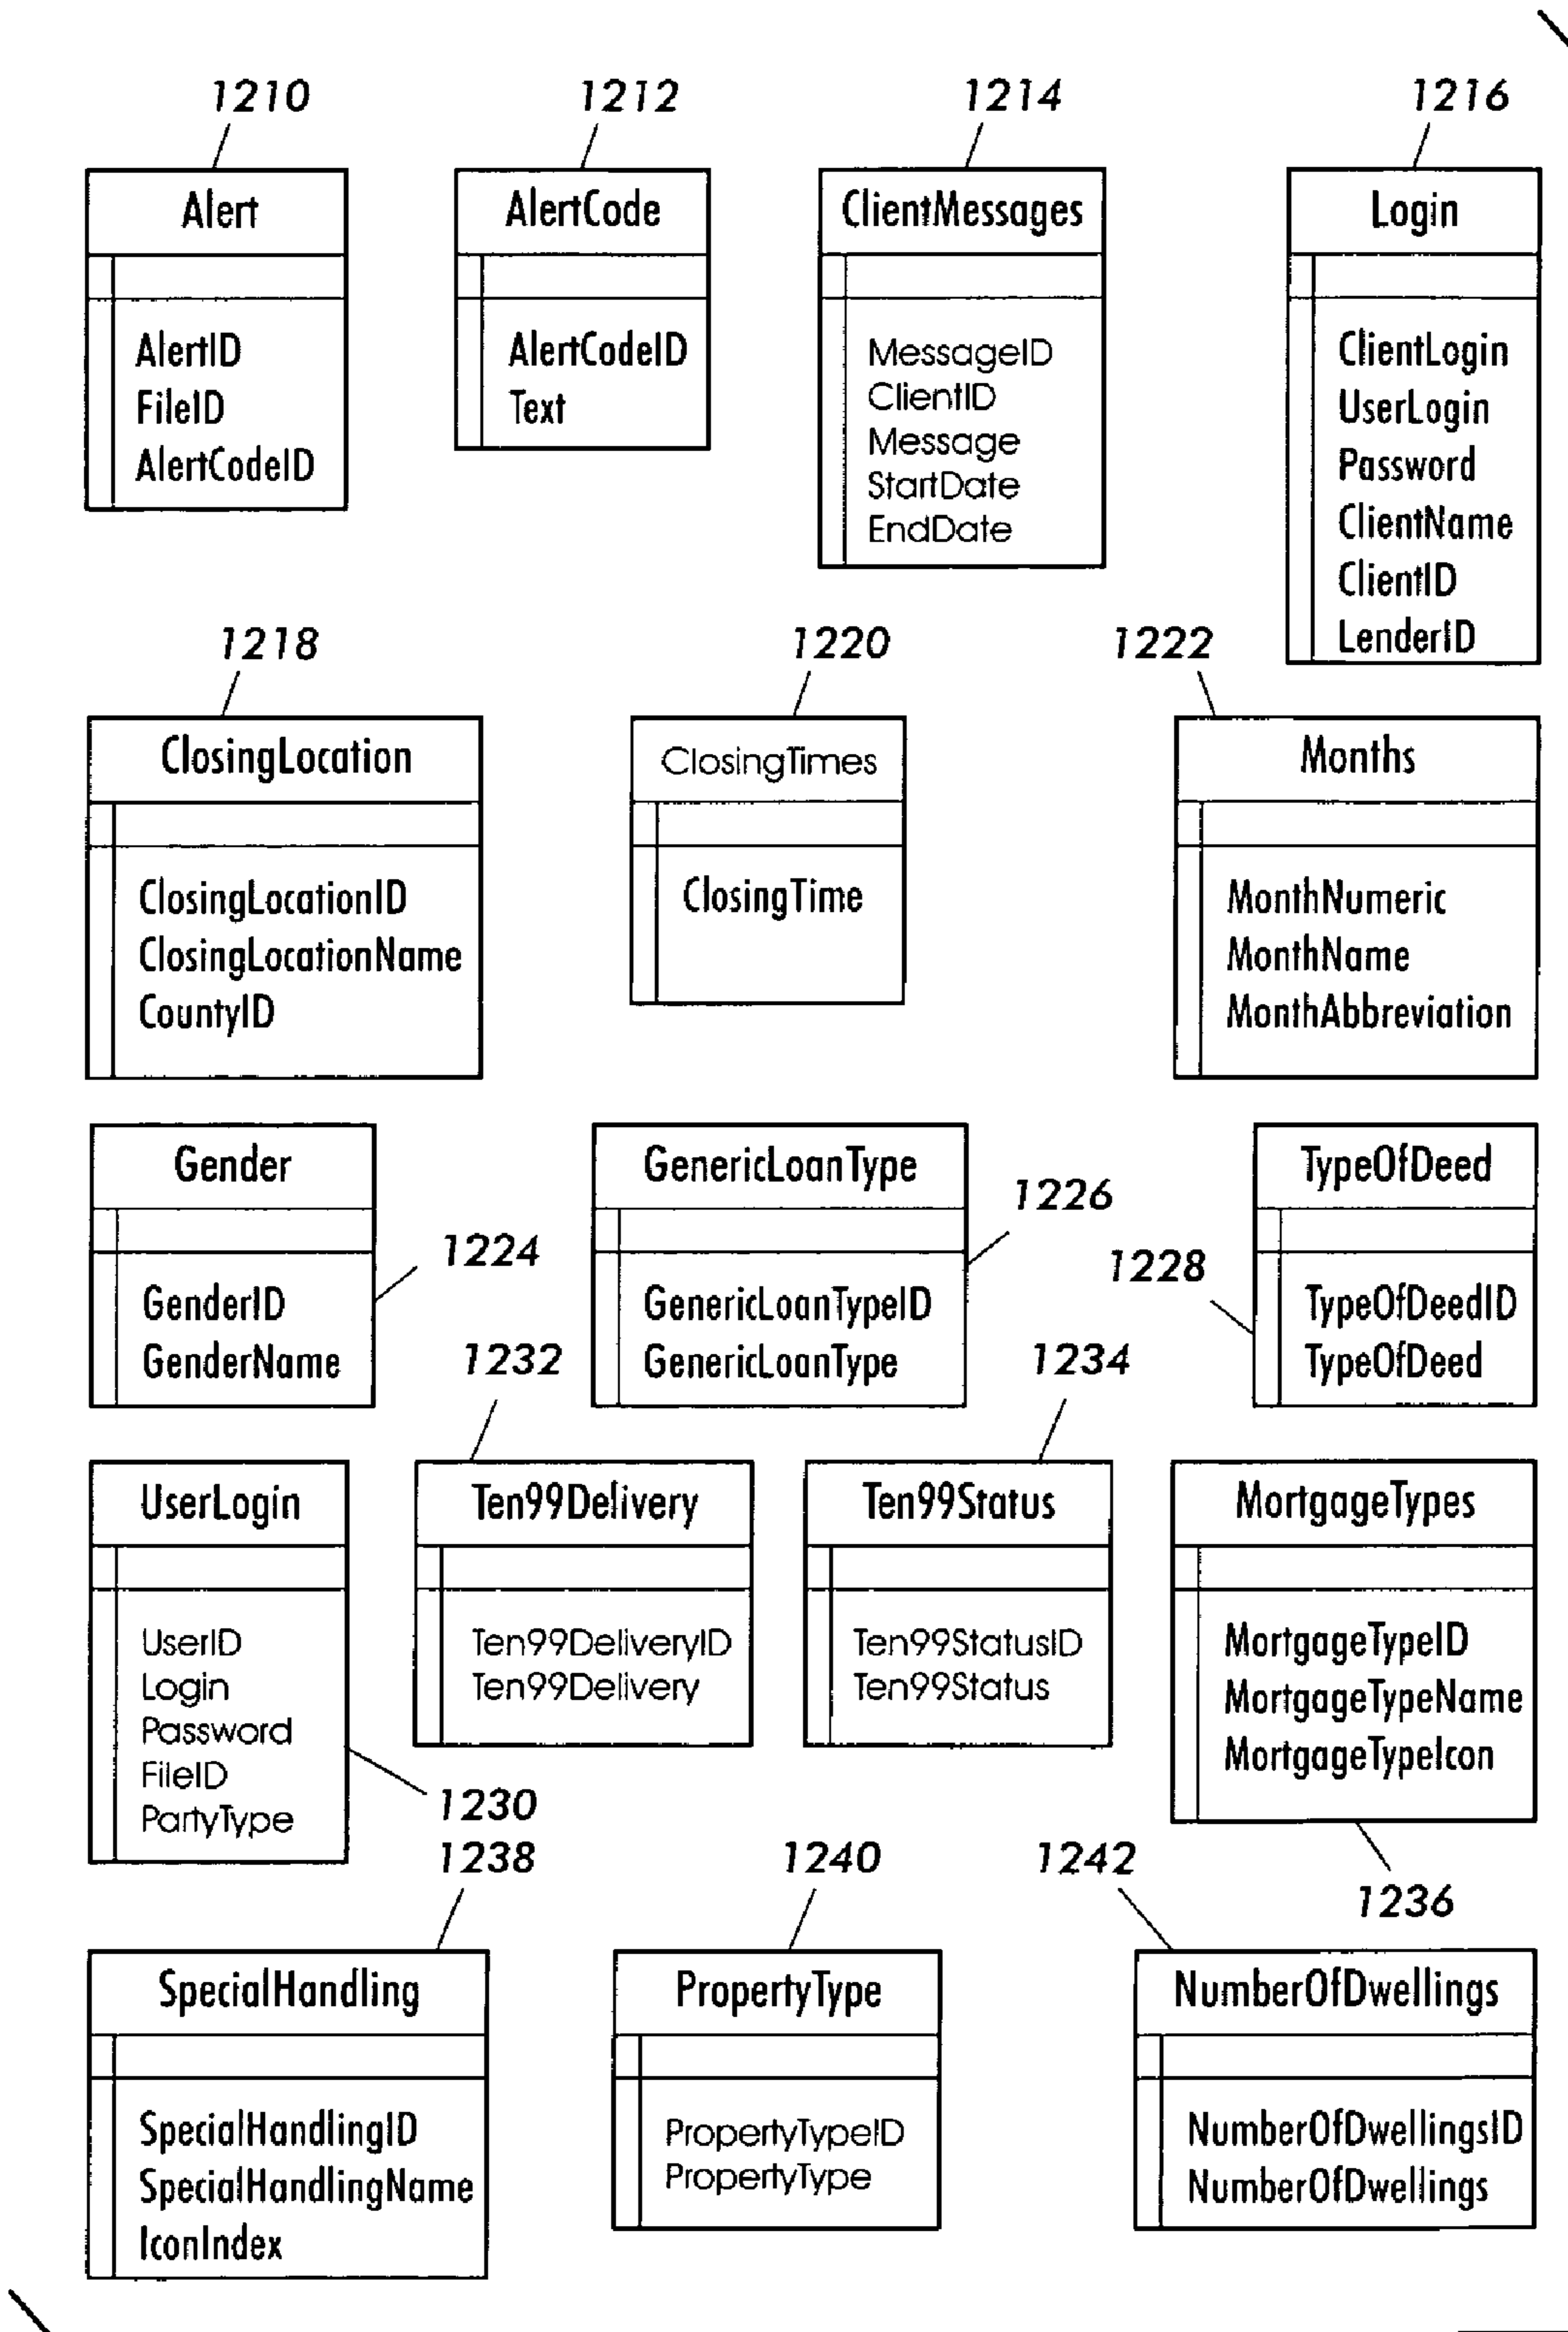 1210
1212
1214
1216
Alert
AlertID
FileID
AlertCodeID
AlertCode
AlertCodeID
Text
ClientMessages
MessageID
ClientID
Message
StartDate
EndDate
Login
ClientLogin
UserLogin
Password
ClientName
ClientID
LenderID
1218
1220
1222
ClosingLocation
ClosingLocationID
ClosingLocationName
CountyID
ClosingTimes
ClosingTime
Months
MonthNumeric
MonthName
MonthAbbreviation
Gender
GenderID
GenderName
1224
GenericLoanType
GenericLoanTypeID
GenericLoanType
1226
1228
TypeOfDeed
TypeOfDeedID
TypeOfDeed
1232
1234
UserLogin
UserID
Login
Password
FileID
PartyType
1230
Ten99Delivery
Ten99DeliveryID
Ten99Delivery
Ten99Status
Ten99StatusID
Ten99Status
MortgageTypes
MortgageTypeID
MortgageTypeName
MortgageTypeIcon
1236
1238
1240
1242
SpecialHandling
SpecialHandlingID
SpecialHandlingName
IconIndex
PropertyType
PropertyTypeID
PropertyType
NumberOfDwellings
NumberOfDwellingsID
NumberOfDwellings